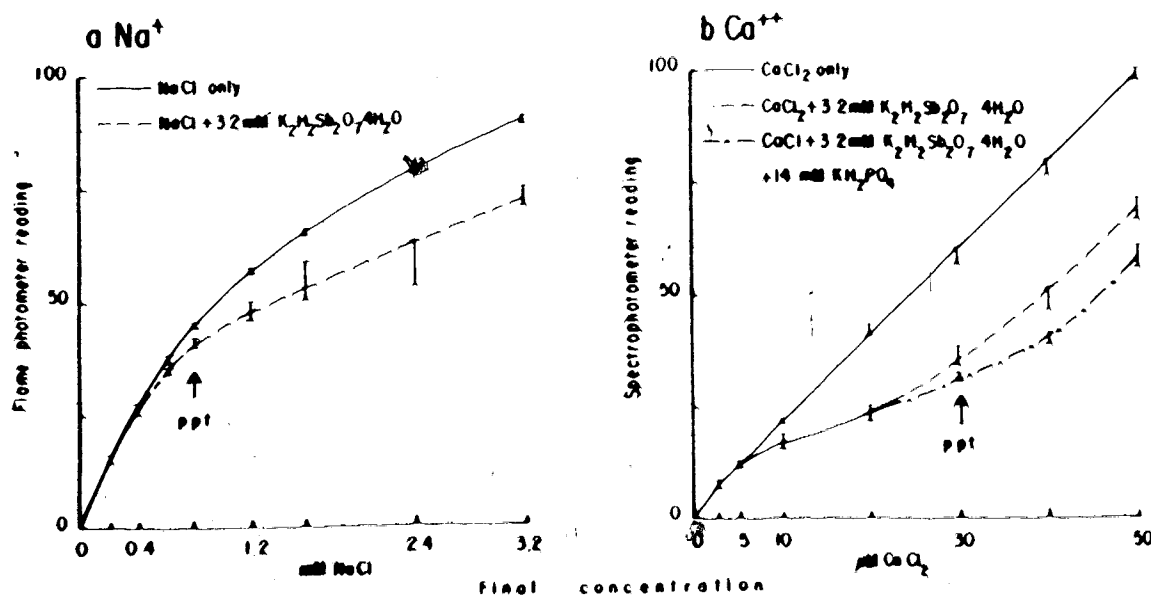 a Na+
100
NaCl only
NaCl + 3 2 mM K2H2Sb2O7 4H2O
Flame photometer reading
50
ppt
0
0 0 4 1 2 2 4 3 2
mM NaCl
b Ca++
100
CaCl2 only
CaCl2 + 3 2 mM K2H2Sb2O7 4H2O
CaCl + 3 2 mM K2H2Sb2O7 4H2O
+ 14 mM KH2PO4
Spectrophotometer reading
50
ppt
0
0 5 10 30 50
µM CaCl2
Final concentration